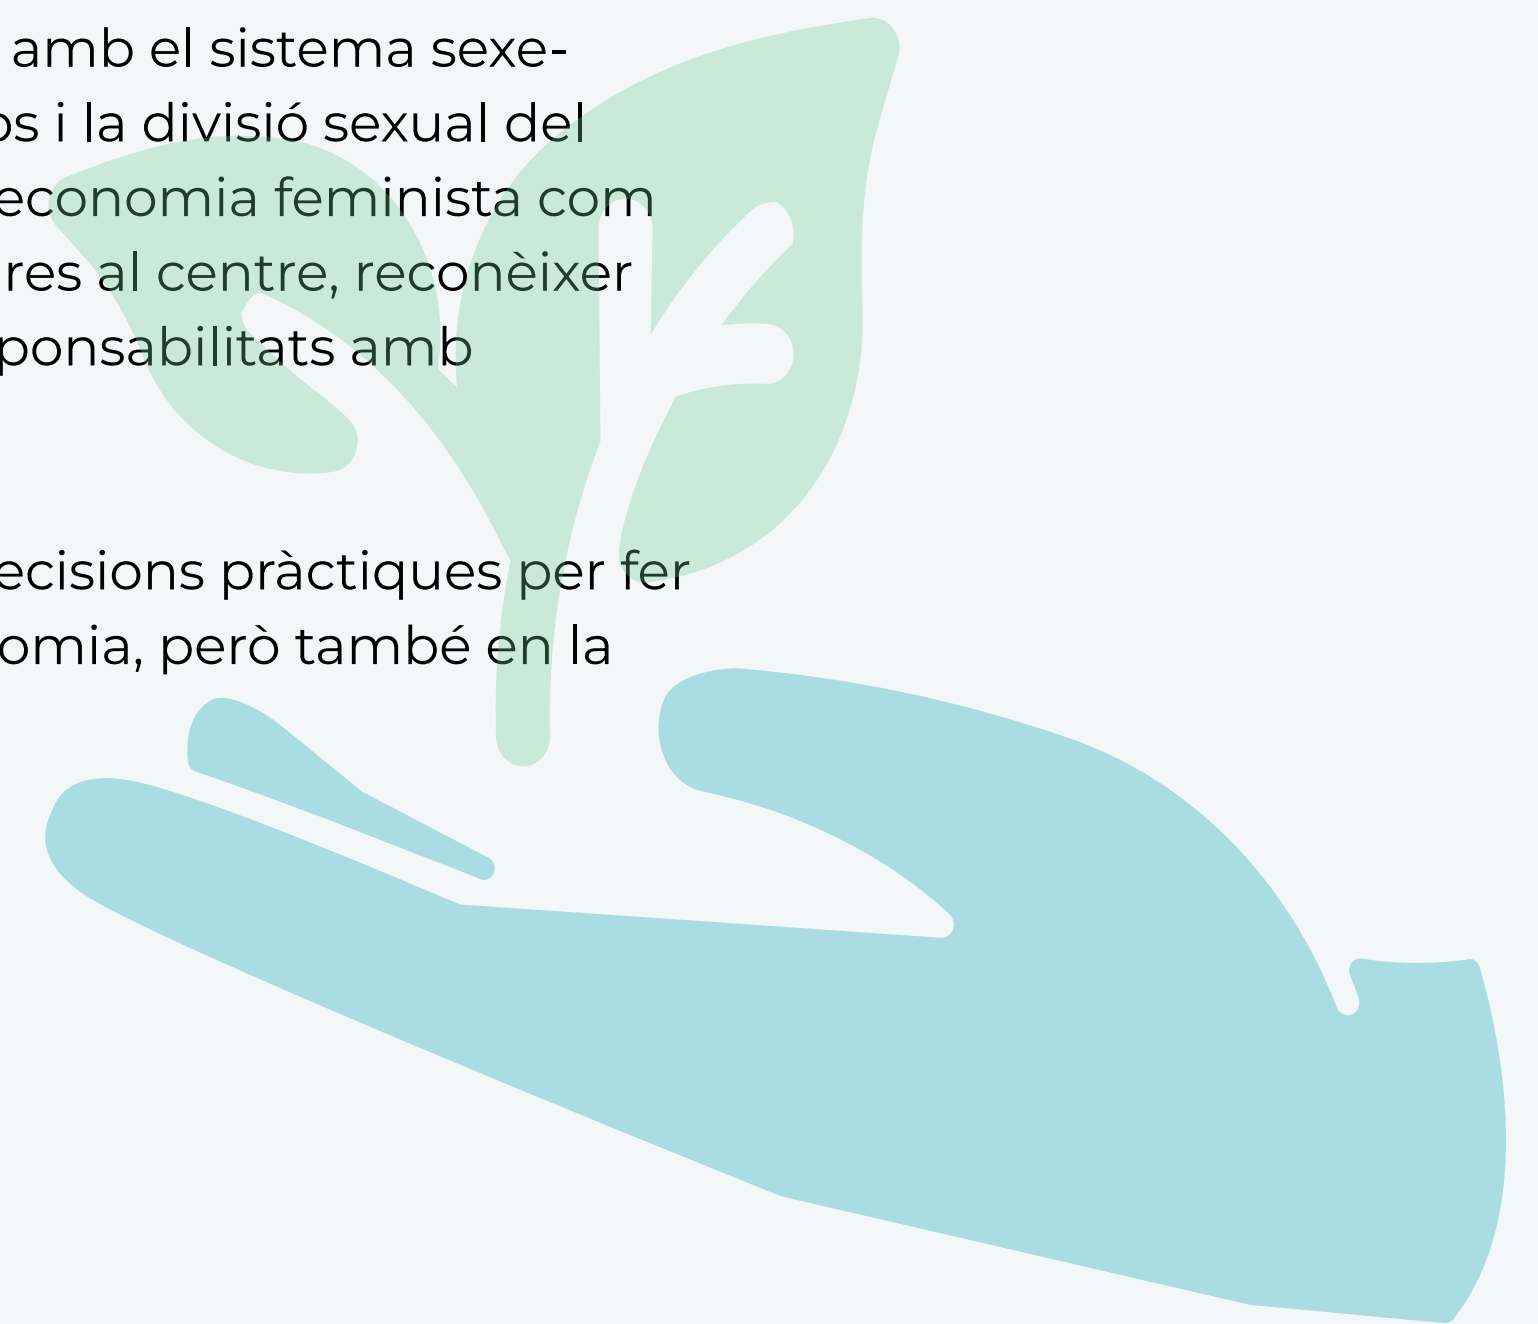 amb el sistema sexe-
os i la divisió sexual del
economia feminista com
res al centre, reconèixer
ponsabilitats amb
ecisions pràctiques per fer
omia, però també en la